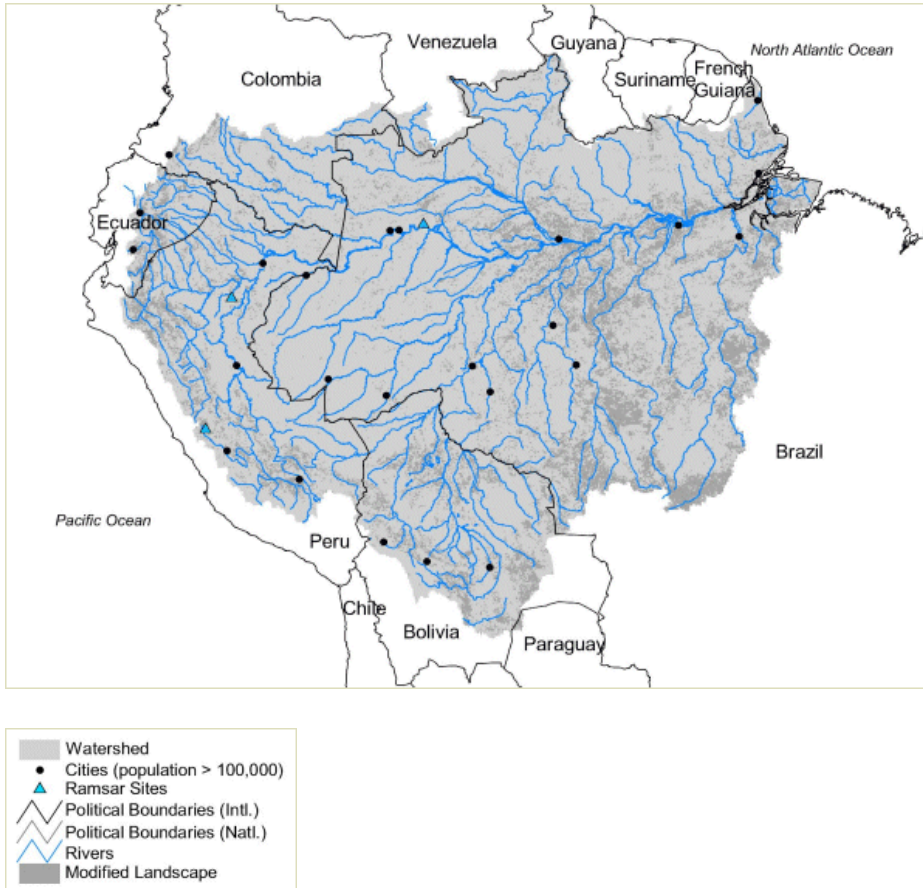 Venezuela
Guyana
North Atlantic Ocean
Colombia
Suriname
French
Guiana
Ecuador
Brazil
Pacific Ocean
Peru
Chile
Bolivia
Paraguay
Watershed
Cities (population > 100,000)
Ramsar Sites
Political Boundaries (Intl.)
Political Boundaries (Natl.)
Rivers
Modified Landscape